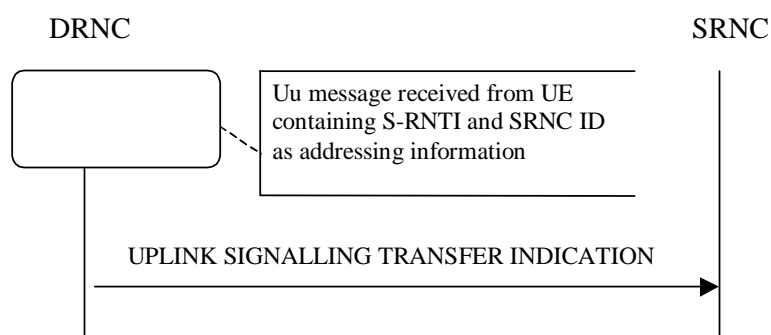 DRNC
SRNC
Uu message received from UE
containing S-RNTI and SRNC ID
as addressing information
UPLINK SIGNALLING TRANSFER INDICATION